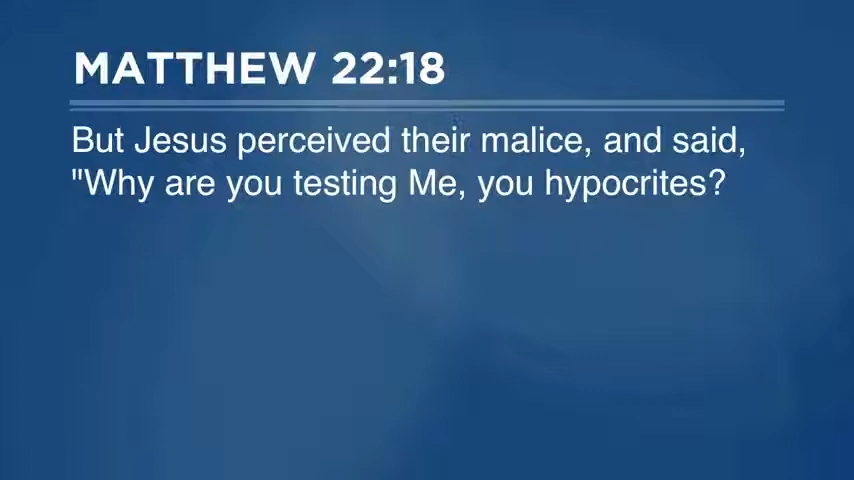 MATTHEW 22:18
But Jesus perceived their malice, and said,
"Why are you testing Me, you hypocrites?